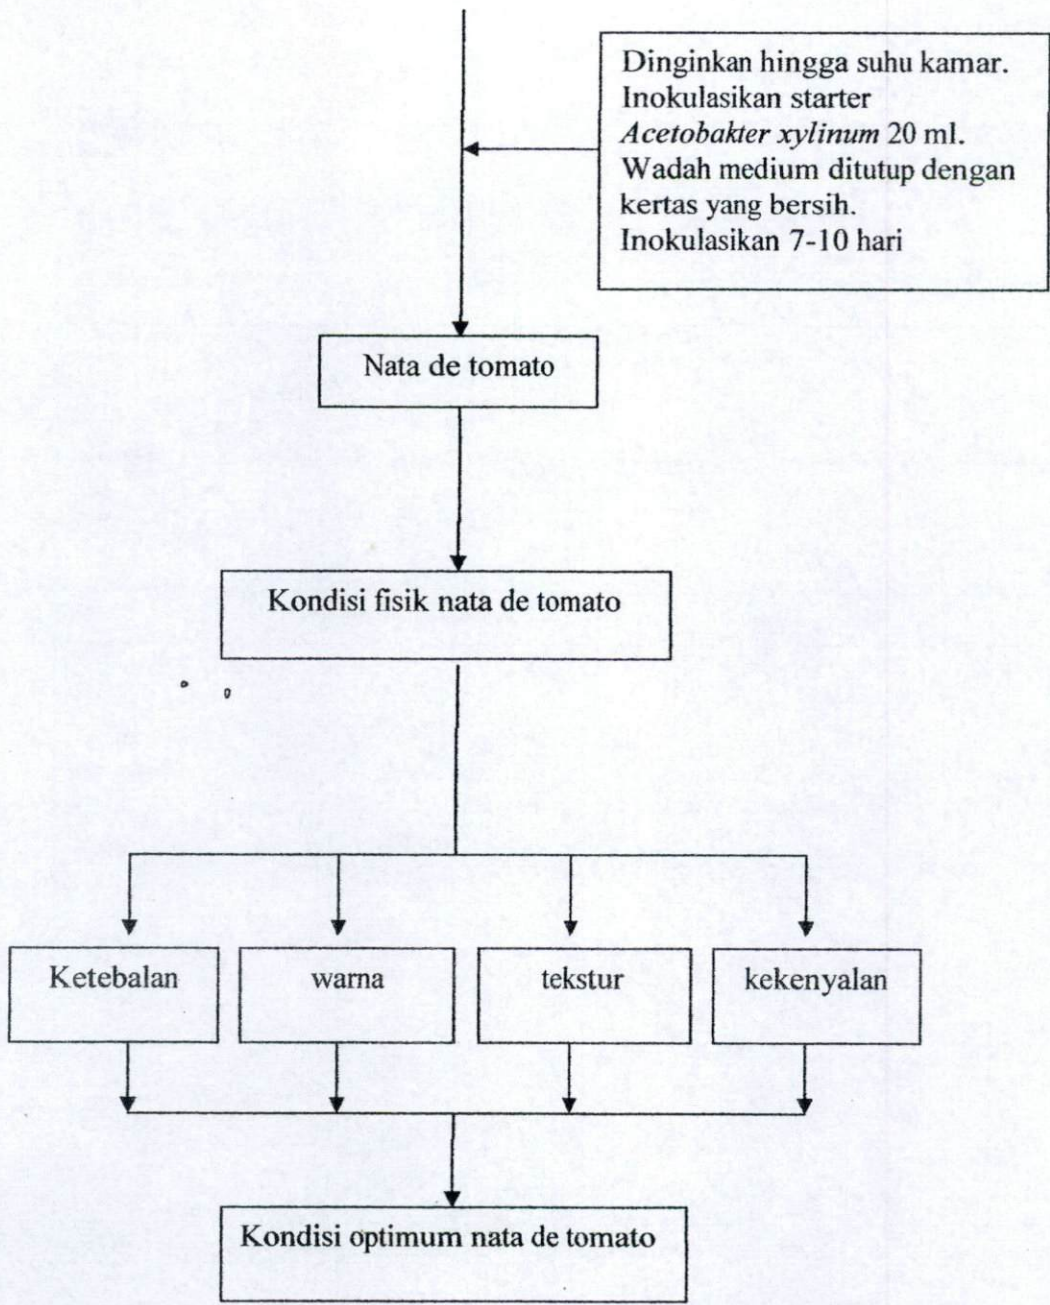 Dinginkan hingga suhu kamar.
Inokulasikan starter
Acetobakter xylinum 20 ml.
Wadah medium ditutup dengan
kertas yang bersih.
Inokulasikan 7-10 hari
Nata de tomato
Kondisi fisik nata de tomato
Ketebalan
warna
tekstur
kekenyalan
Kondisi optimum nata de tomato